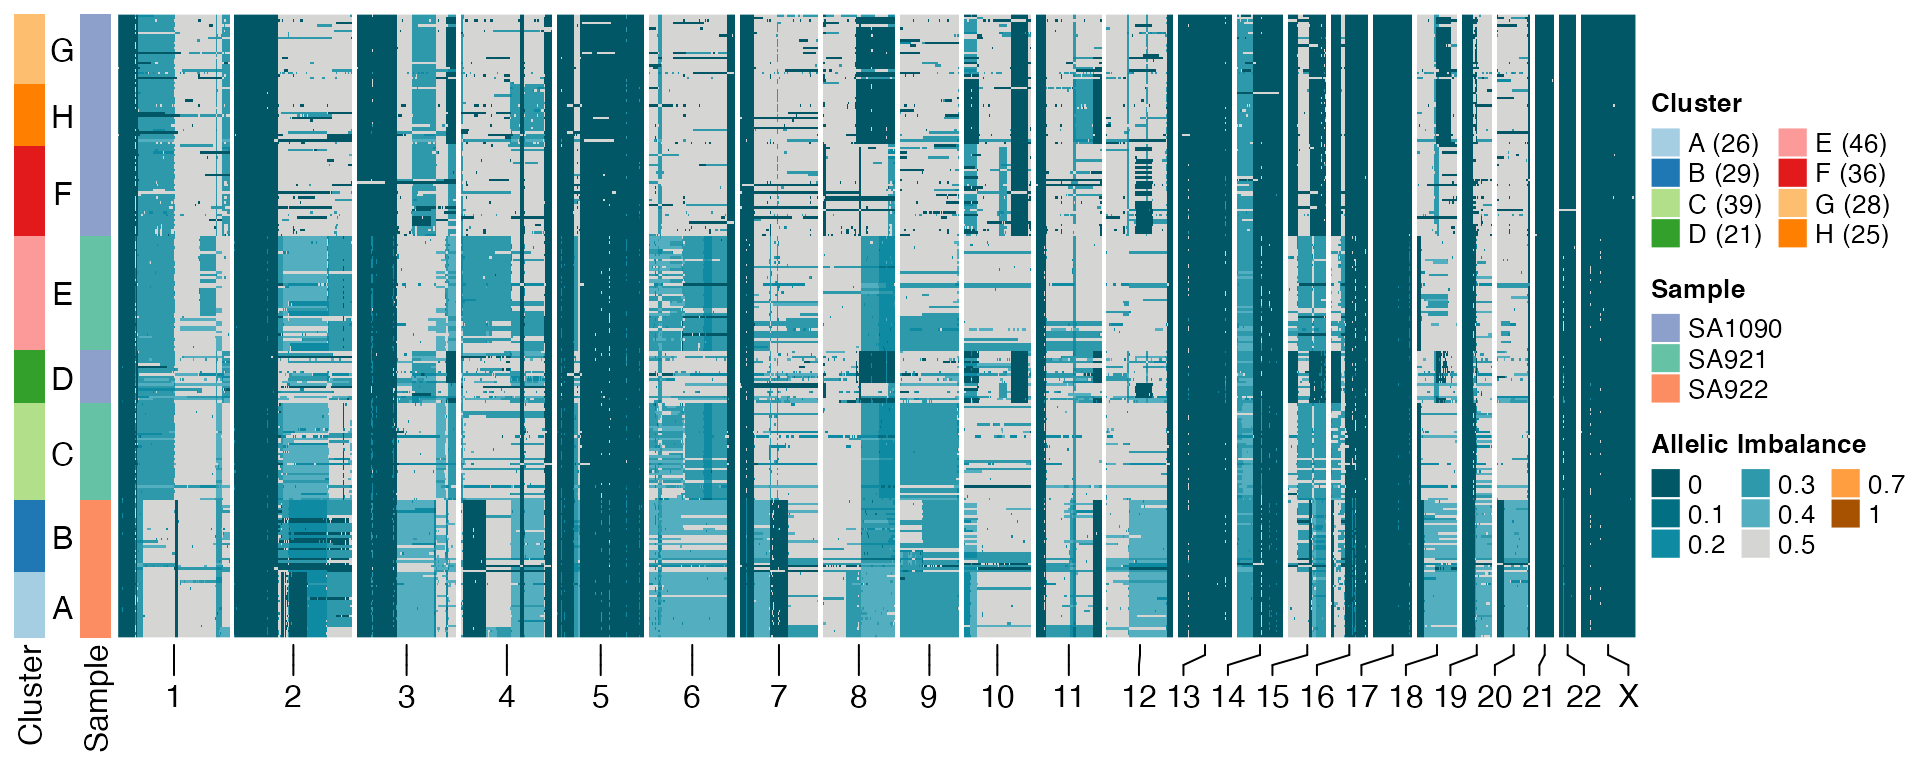 G
H
F
E
D
C
B
A
Cluster
Sample
1 2 3 4 5 6 7 8 9 10 11 12 13 14 15 16 17 18 19 20 21 22 X
Cluster
A (26) E (46)
B (29) F (36)
C (39) G (28)
D (21) H (25)
Sample
SA1090
SA921
SA922
Allelic Imbalance
0 0.3 0.7
0.1 0.4 1
0.2 0.5